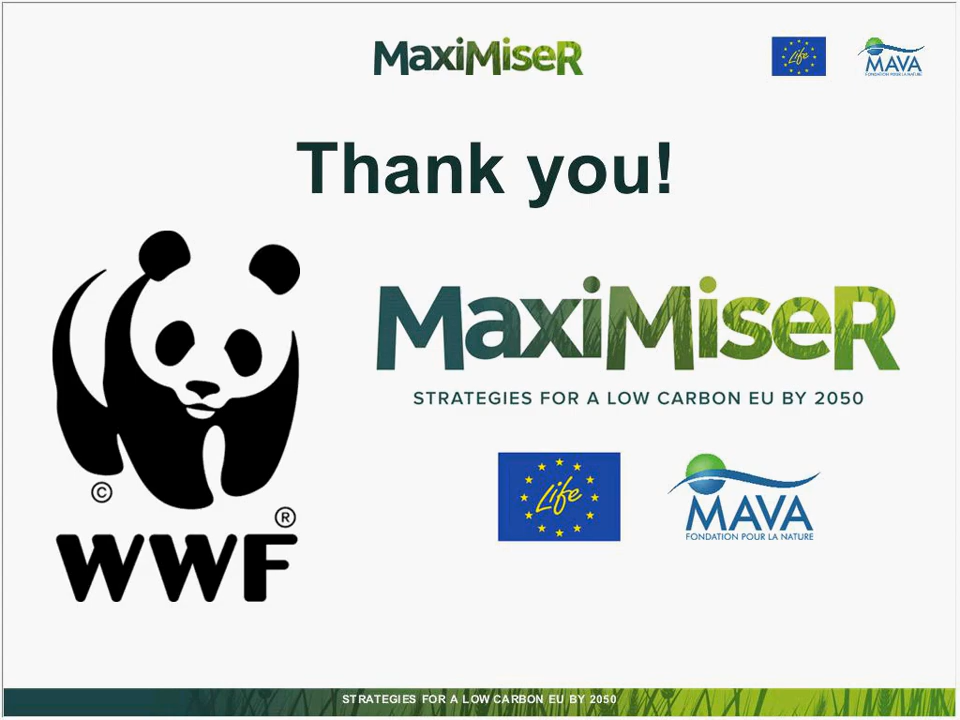 MaxiMiseR
Life
MAVA
FONDATION POUR LA NATURE
Thank you!
MaxiMiseR
STRATEGIES FOR A LOW CARBON EU BY 2050
Life
MAVA
FONDATION POUR LA NATURE
©
®
WWF
STRATEGIES FOR A LOW CARBON EU BY 2050